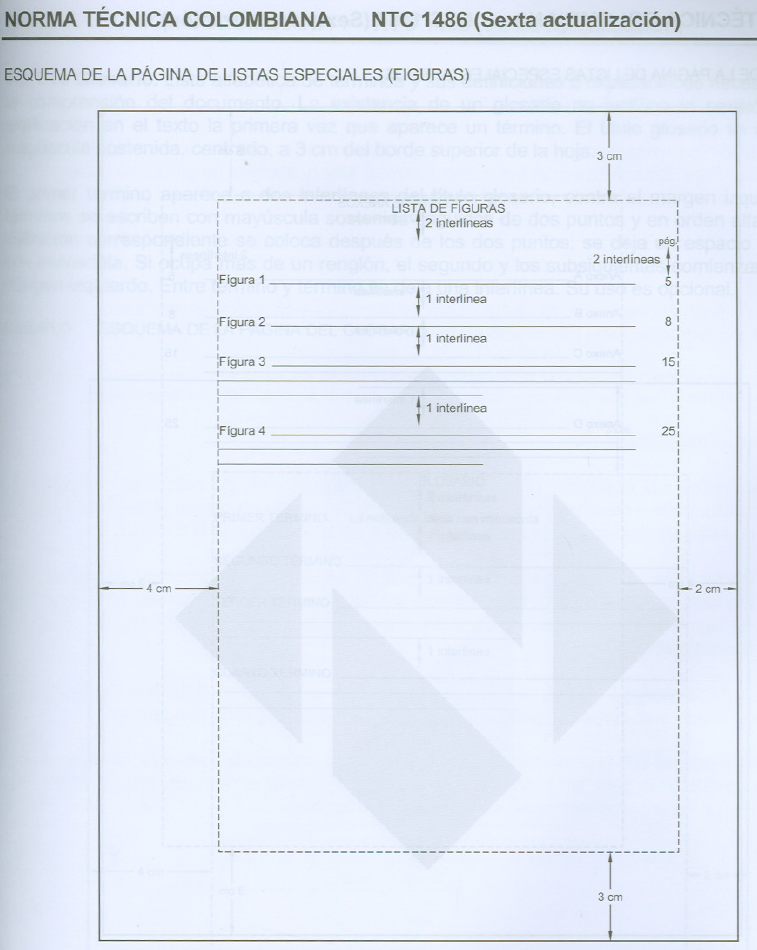 NORMA TÉCNICA COLOMBIANA NTC 1486 (Sexta actualización)
ESQUEMA DE LA PÁGINA DE LISTAS ESPECIALES (FIGURAS)
3 cm
LISTA DE FIGURAS
2 interlineas
pág.
2 interlineas
Figura 1 5
1 interlínea
Figura 2 8
1 interlínea
Figura 3 15
1 interlínea
Figura 4 25
4 cm
2 cm
3 cm